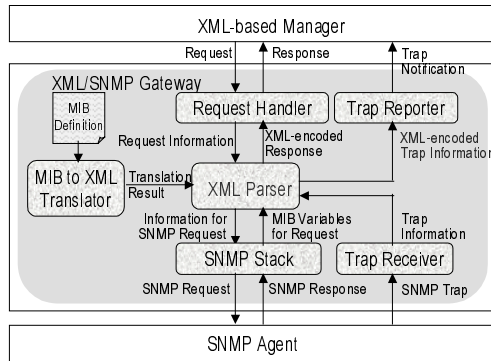 XML-based Manager
Request
Response
Trap
Notification
XML/SNMP Gateway
MIB
Definition
Request Handler
Trap Reporter
Request Information
XML-encoded
Response
XML-encoded
Trap Information
MIB to XML
Translator
Translation
Result
XML Parser
Information for
SNMP Request
MIB Variables
for Request
Trap
Information
SNMP Stack
Trap Receiver
SNMP Request
SNMP Response
SNMP Trap
SNMP Agent